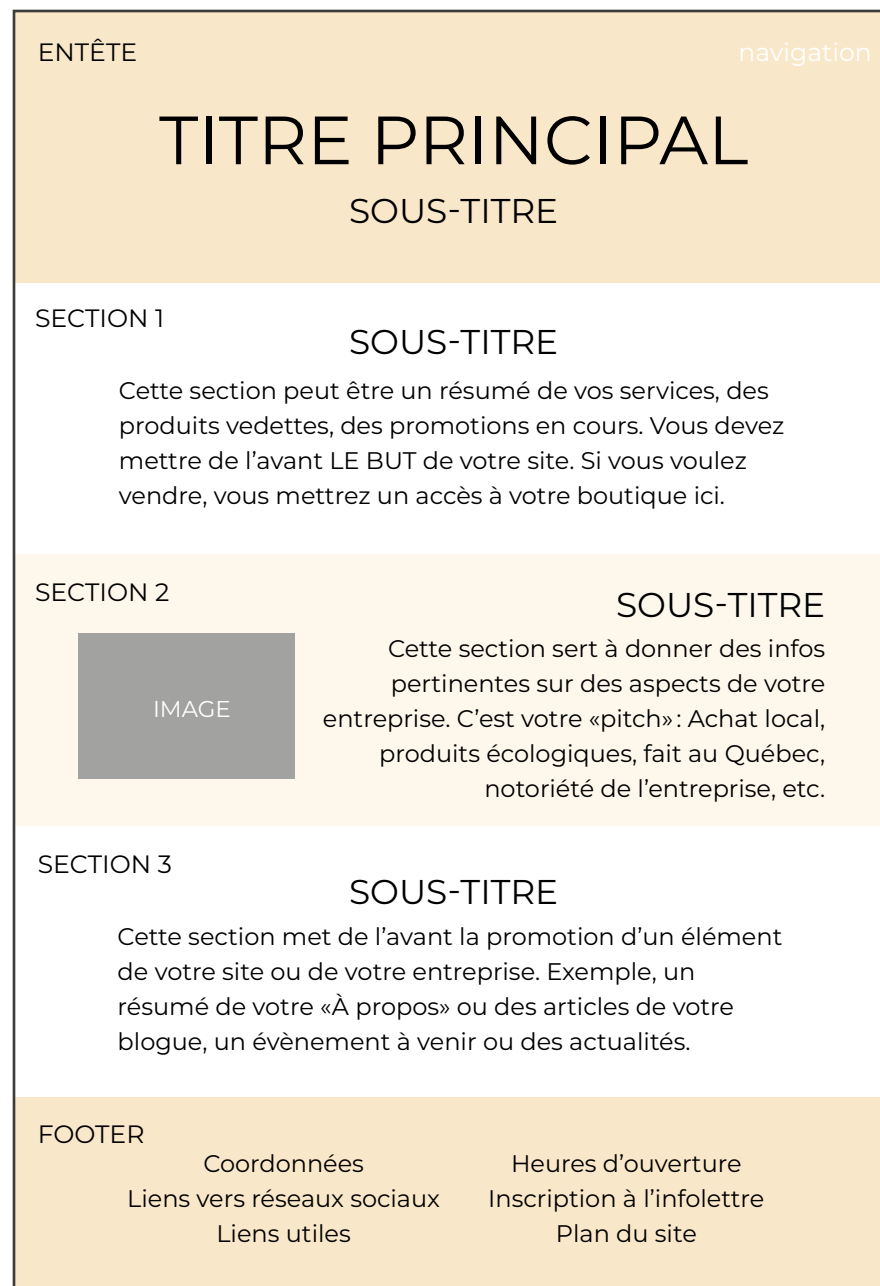 ENTÊTE
navigation
TITRE PRINCIPAL
SOUS-TITRE
SECTION 1
SOUS-TITRE
Cette section peut être un résumé de vos services, des
produits vedettes, des promotions en cours. Vous devez
mettre de l’avant LE BUT de votre site. Si vous voulez
vendre, vous mettrez un accès à votre boutique ici.
SECTION 2
SOUS-TITRE
IMAGE
Cette section sert à donner des infos
pertinentes sur des aspects de votre
entreprise. C’est votre «pitch» : Achat local,
produits écologiques, fait au Québec,
notoriété de l’entreprise, etc.
SECTION 3
SOUS-TITRE
Cette section met de l’avant la promotion d’un élément
de votre site ou de votre entreprise. Exemple, un
résumé de votre «À propos» ou des articles de votre
blogue, un évènement à venir ou des actualités.
FOOTER
Coordonnées
Liens vers réseaux sociaux
Liens utiles
Heures d’ouverture
Inscription à l’infolettre
Plan du site